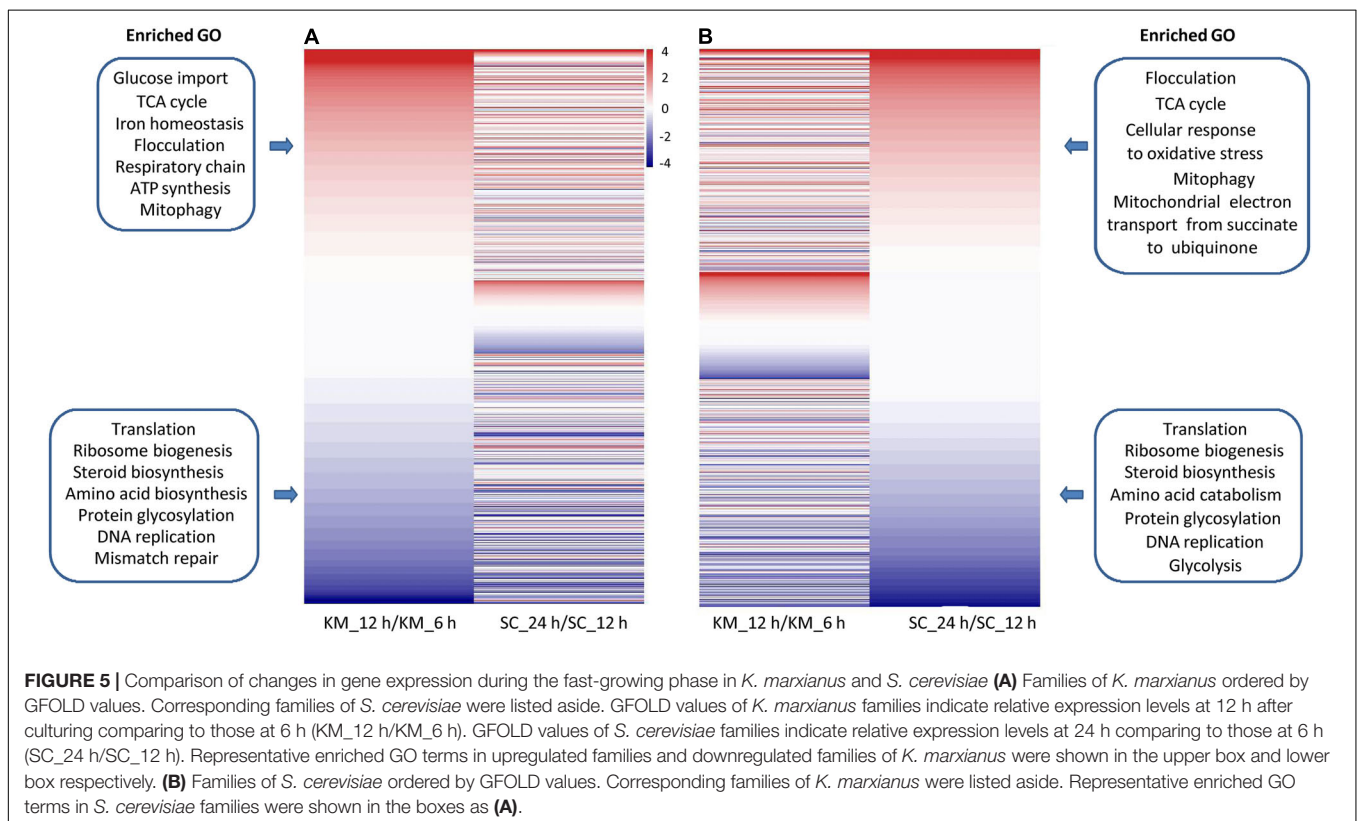 Enriched GO
A
B
Enriched GO
Glucose import
TCA cycle
Iron homeostasis
Flocculation
Respiratory chain
ATP synthesis
Mitophagy
4
2
0
-2
-4
Flocculation
TCA cycle
Cellular response
to oxidative stress
Mitophagy
Mitochondrial electron
transport from succinate
to ubiquinone
Translation
Ribosome biogenesis
Steroid biosynthesis
Amino acid biosynthesis
Protein glycosylation
DNA replication
Mismatch repair
Translation
Ribosome biogenesis
Steroid biosynthesis
Amino acid catabolism
Protein glycosylation
DNA replication
Glycolysis
KM_12 h/KM_6 h
SC_24 h/SC_12 h
KM_12 h/KM_6 h
SC_24 h/SC_12 h
FIGURE 5 | Comparison of changes in gene expression during the fast-growing phase in K. marxianus and S. cerevisiae (A) Families of K. marxianus ordered by
GFOLD values. Corresponding families of S. cerevisiae were listed aside. GFOLD values of K. marxianus families indicate relative expression levels at 12 h after
culturing comparing to those at 6 h (KM_12 h/KM_6 h). GFOLD values of S. cerevisiae families indicate relative expression levels at 24 h comparing to those at 6 h
(SC_24 h/SC_12 h). Representative enriched GO terms in upregulated families and downregulated families of K. marxianus were shown in the upper box and lower
box respectively. (B) Families of S. cerevisiae ordered by GFOLD values. Corresponding families of K. marxianus were listed aside. Representative enriched GO
terms in S. cerevisiae families were shown in the boxes as (A).